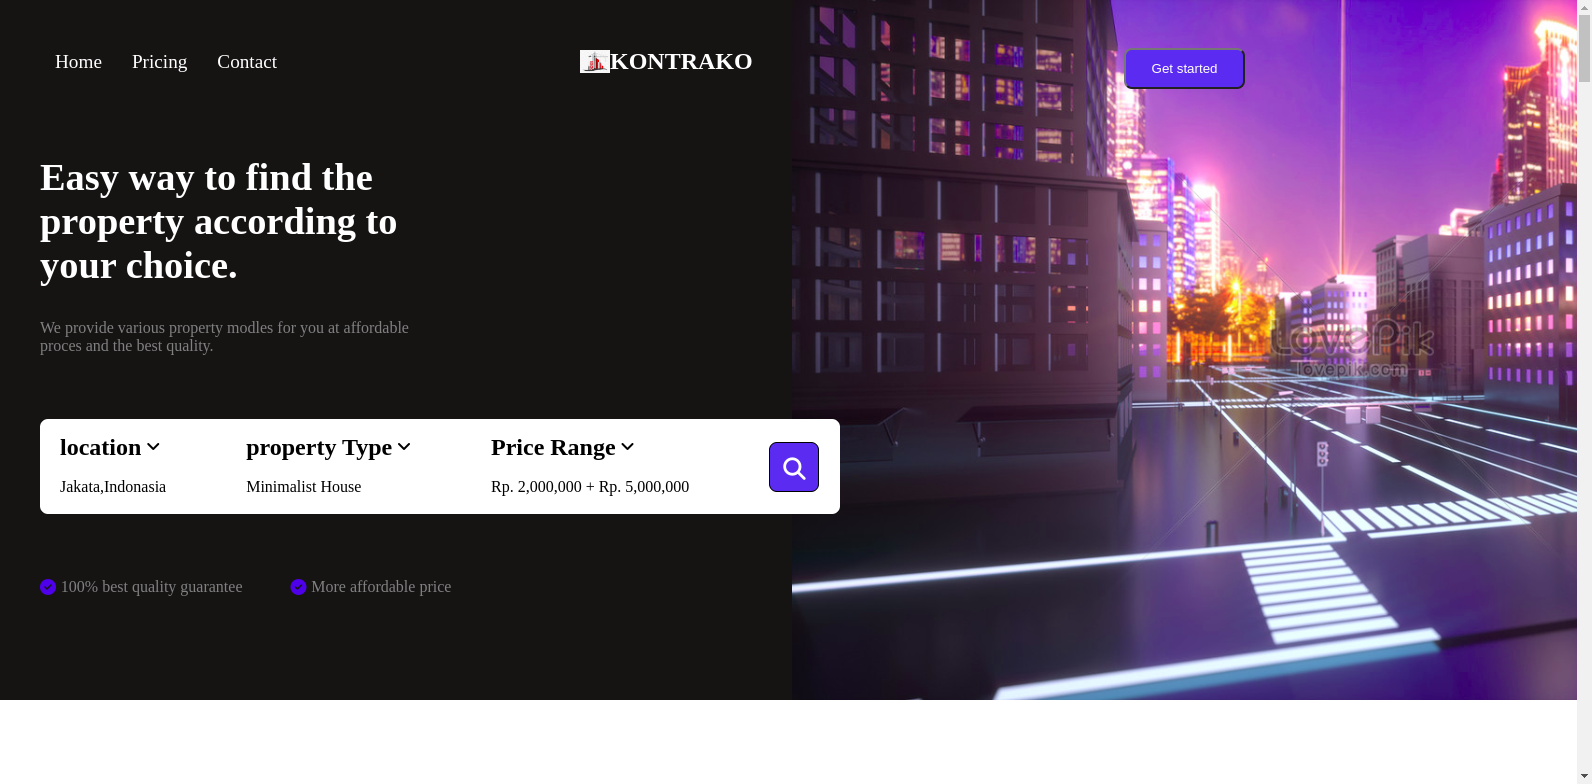 Home Pricing Contact KONTRAKO Get started
Easy way to find the
property according to
your choice.
We provide various property modles for you at affordable
proces and the best quality.
LovePik
lovepik.com
location property Type Price Range
Jakata,Indonasia Minimalist House Rp. 2,000,000 + Rp. 5,000,000
100% best quality guarantee More affordable price